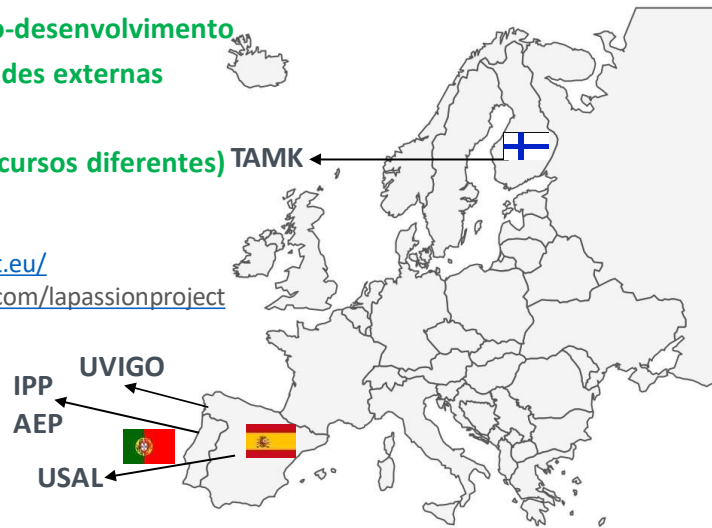 o-desenvolvimento
des externas
cursos diferentes)
TAMK
t.eu/
com/lapassionproject
UVIGO
IPP
AEP
USAL